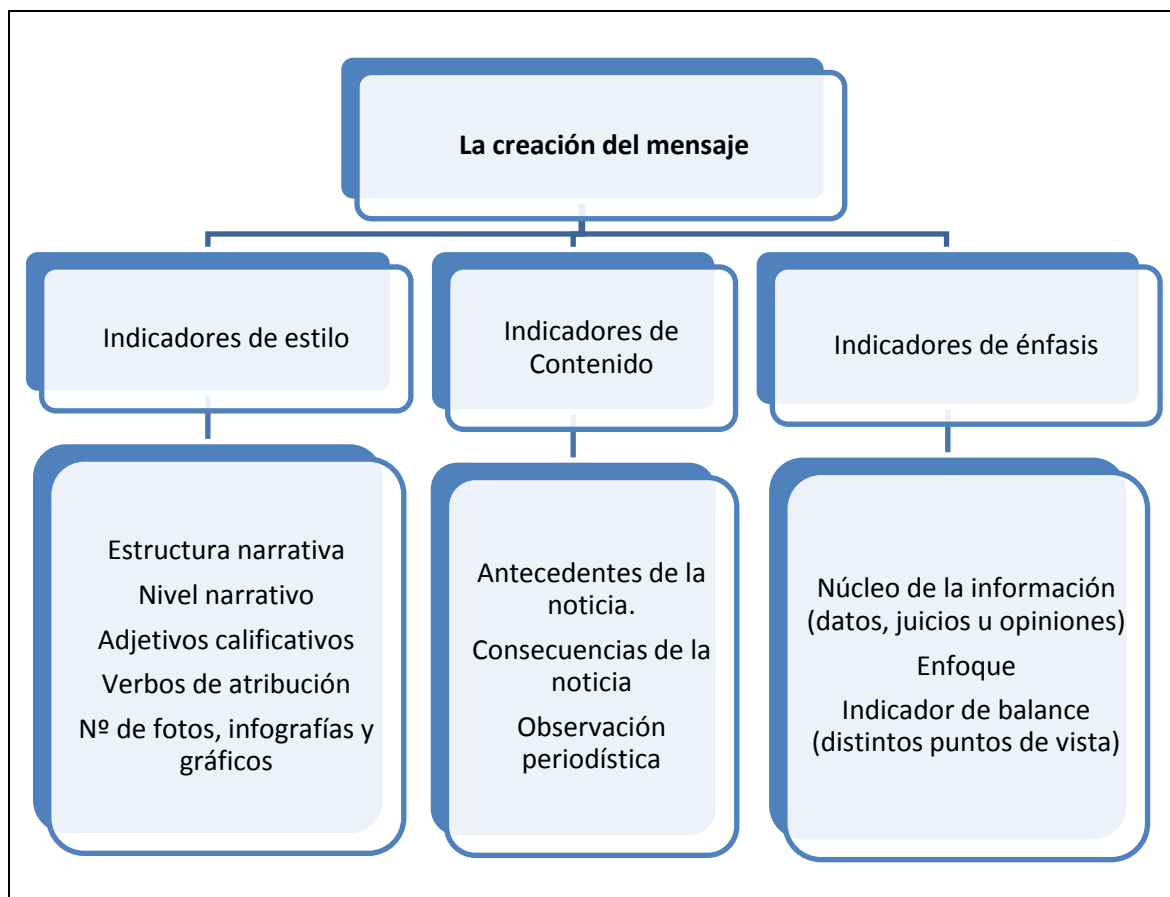 La creación del mensaje
Indicadores de estilo
Indicadores de
Contenido
Indicadores de énfasis
Estructura narrativa
Nivel narrativo
Adjetivos calificativos
Verbos de atribución
Nº de fotos, infografías y
gráficos
Antecedentes de la
noticia.
Consecuencias de la
noticia
Observación
periodística
Núcleo de la información
(datos, juicios u opiniones)
Enfoque
Indicador de balance
(distintos puntos de vista)